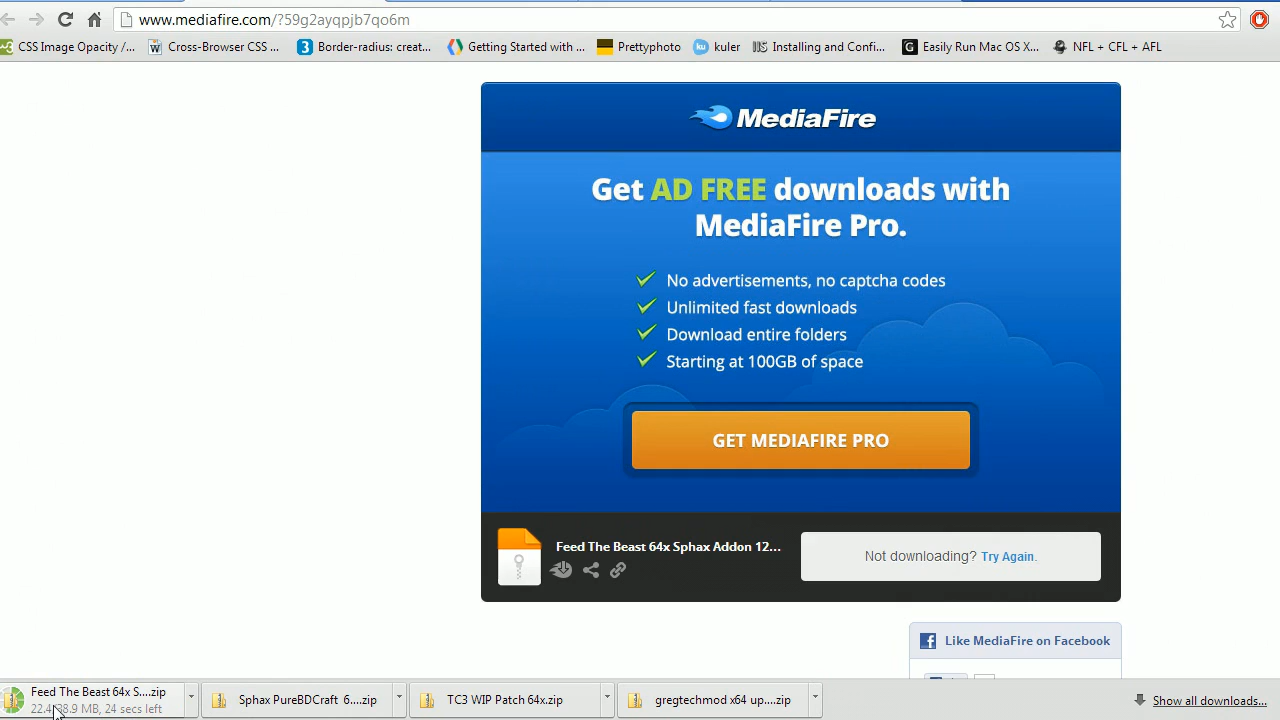 www.mediafire.com/?59g2ayqpjb7qo6m
CSS Image Opacity /... Cross-Browser CSS ... Border-radius: creat... Getting Started with ... Prettyphoto ku kuler Installing and Confi... G Easily Run Mac OS X... NFL + CFL + AFL
MediaFire
Get AD FREE downloads with
MediaFire Pro.
No advertisements, no captcha codes
Unlimited fast downloads
Download entire folders
Starting at 100GB of space
GET MEDIAFIRE PRO
Feed The Beast 64x Sphax Addon 12...
Not downloading? Try Again.
Like MediaFire on Facebook
Feed The Beast 64x S....zip
MB, 24 secs left
Sphax PureBDCraft 6....zip
TC3 WIP Patch 64x.zip
gregtechmod x64 up....zip
Show all downloads...